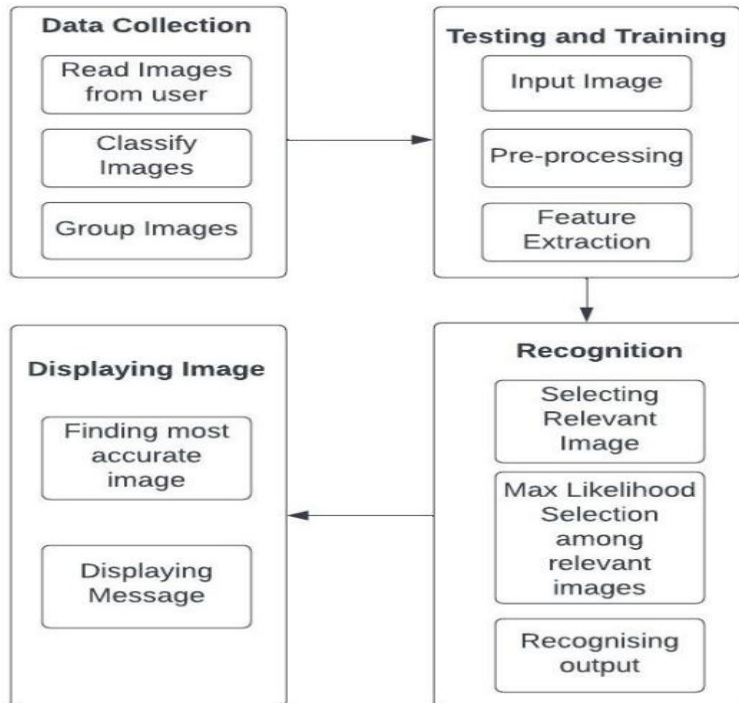 Data Collection
Read Images
from user
Classify
Images
Group Images
Testing and Training
Input Image
Pre-processing
Feature
Extraction
Recognition
Selecting
Relevant
Image
Max Likelihood
Selection
among
relevant
images
Recognising
output
Displaying Image
Finding most
accurate
image
Displaying
Message